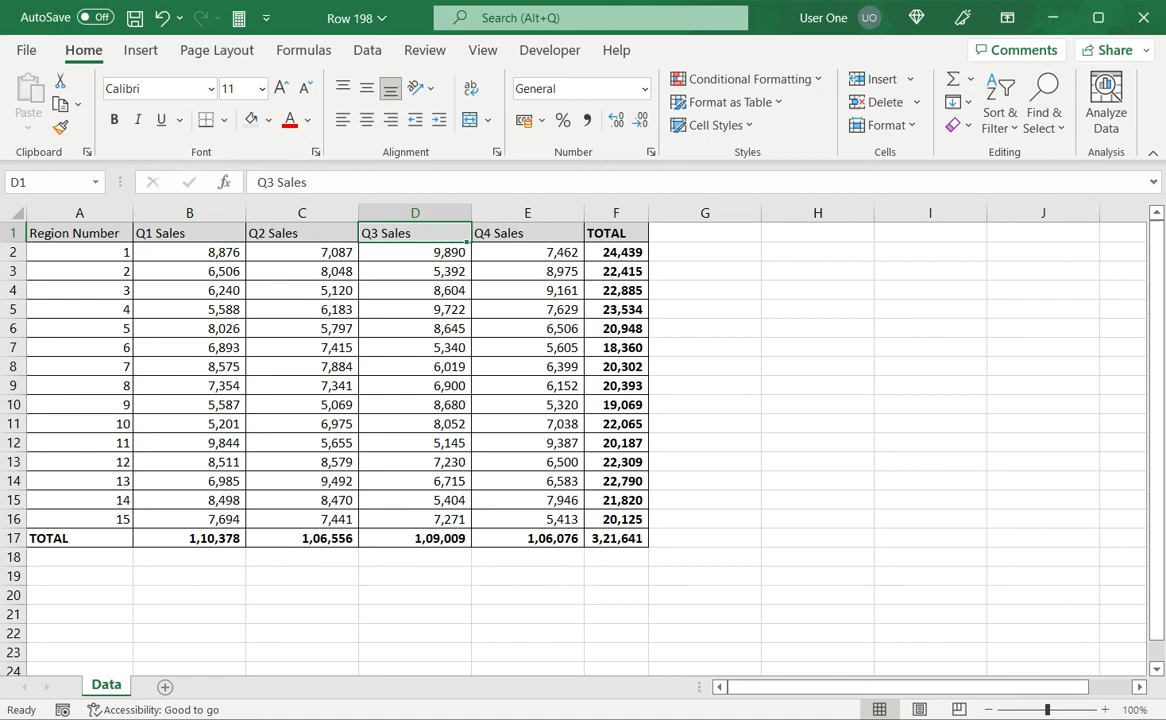 AutoSave Off Row 198 Search (Alt+Q) User One UO
File Home Insert Page Layout Formulas Data Review View Developer Help Comments Share
Paste Calibri 11 ab General Conditional Formatting Insert Sort & Filter Find & Select Analyze Data
Format as Table Delete
B I U A % Cell Styles Format
Clipboard Font Alignment Number Styles Cells Editing Analysis
D1 fx Q3 Sales
A B C D E F G H I J
1 Region Number Q1 Sales Q2 Sales Q3 Sales Q4 Sales TOTAL
2 1 8,876 7,087 9,890 7,462 24,439
3 2 6,506 8,048 5,392 8,975 22,415
4 3 6,240 5,120 8,604 9,161 22,885
5 4 5,588 6,183 9,722 7,629 23,534
6 5 8,026 5,797 8,645 6,506 20,948
7 6 6,893 7,415 5,340 5,605 18,360
8 7 8,575 7,884 6,019 6,399 20,302
9 8 7,354 7,341 6,900 6,152 20,393
10 9 5,587 5,069 8,680 5,320 19,069
11 10 5,201 6,975 8,052 7,038 22,065
12 11 9,844 5,655 5,145 9,387 20,187
13 12 8,511 8,579 7,230 6,500 22,309
14 13 6,985 9,492 6,715 6,583 22,790
15 14 8,498 8,470 5,404 7,946 21,820
16 15 7,694 7,441 7,271 5,413 20,125
17 TOTAL 1,10,378 1,06,556 1,09,009 1,06,076 3,21,641
18
19
20
21
22
23
24
Data
Ready Accessibility: Good to go 100%